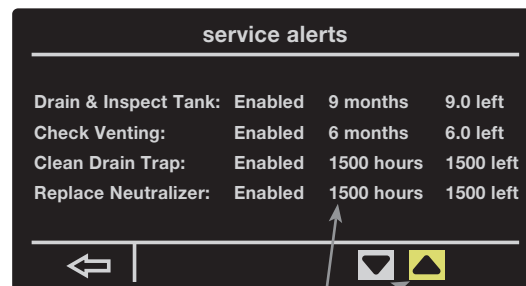 service alerts
Drain & Inspect Tank: Enabled 9 months 9.0 left
Check Venting: Enabled 6 months 6.0 left
Clean Drain Trap: Enabled 1500 hours 1500 left
Replace Neutralizer: Enabled 1500 hours 1500 left